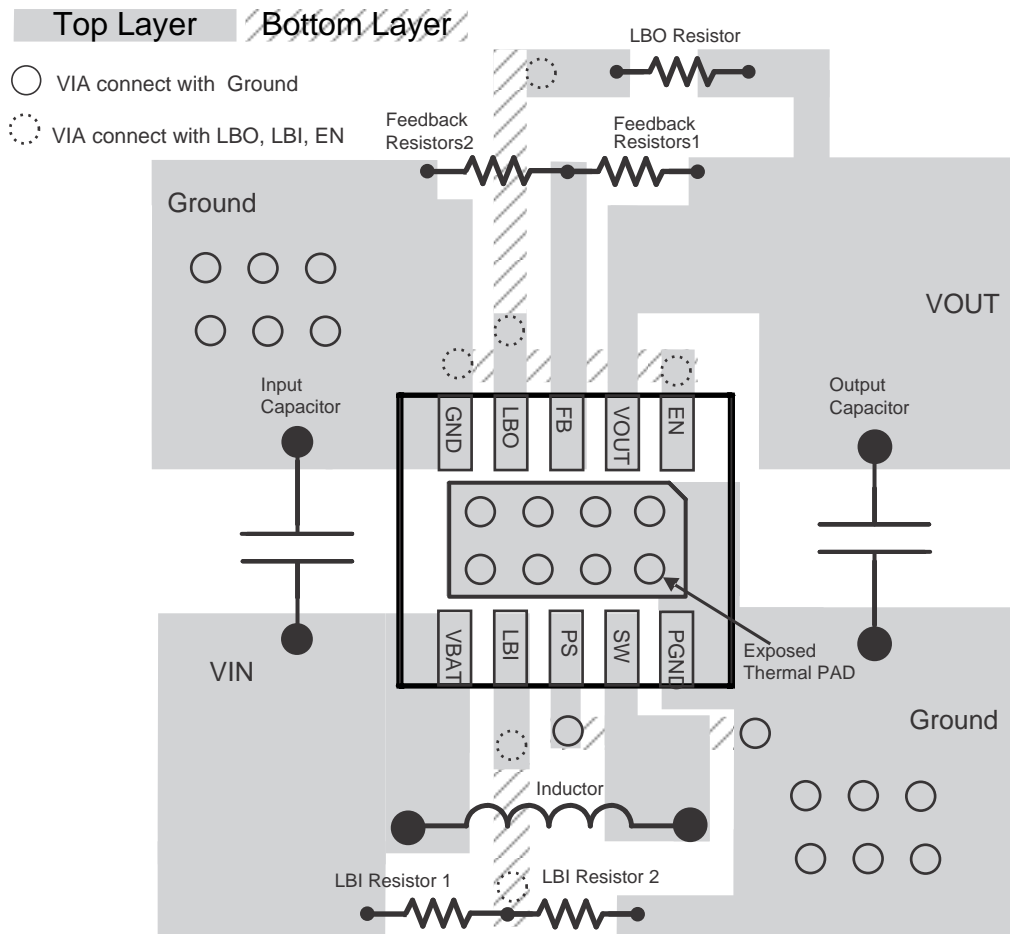 Top Layer
Bottom Layer
VIA connect with Ground
VIA connect with LBO, LBI, EN
LBO Resistor
Feedback
Resistors2
Feedback
Resistors1
Ground
VOUT
Input
Capacitor
Output
Capacitor
GND
LBO
FB
VOUT
EN
VBAT
LBI
PS
SW
PGND
Exposed
Thermal PAD
VIN
Ground
Inductor
LBI Resistor 1
LBI Resistor 2